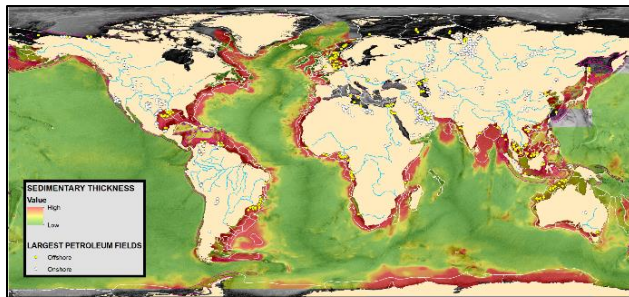 SEDIMENTARY THICKNESS
Value
High
Low
LARGEST PETROLEUM FIELDS
Offshore
Onshore